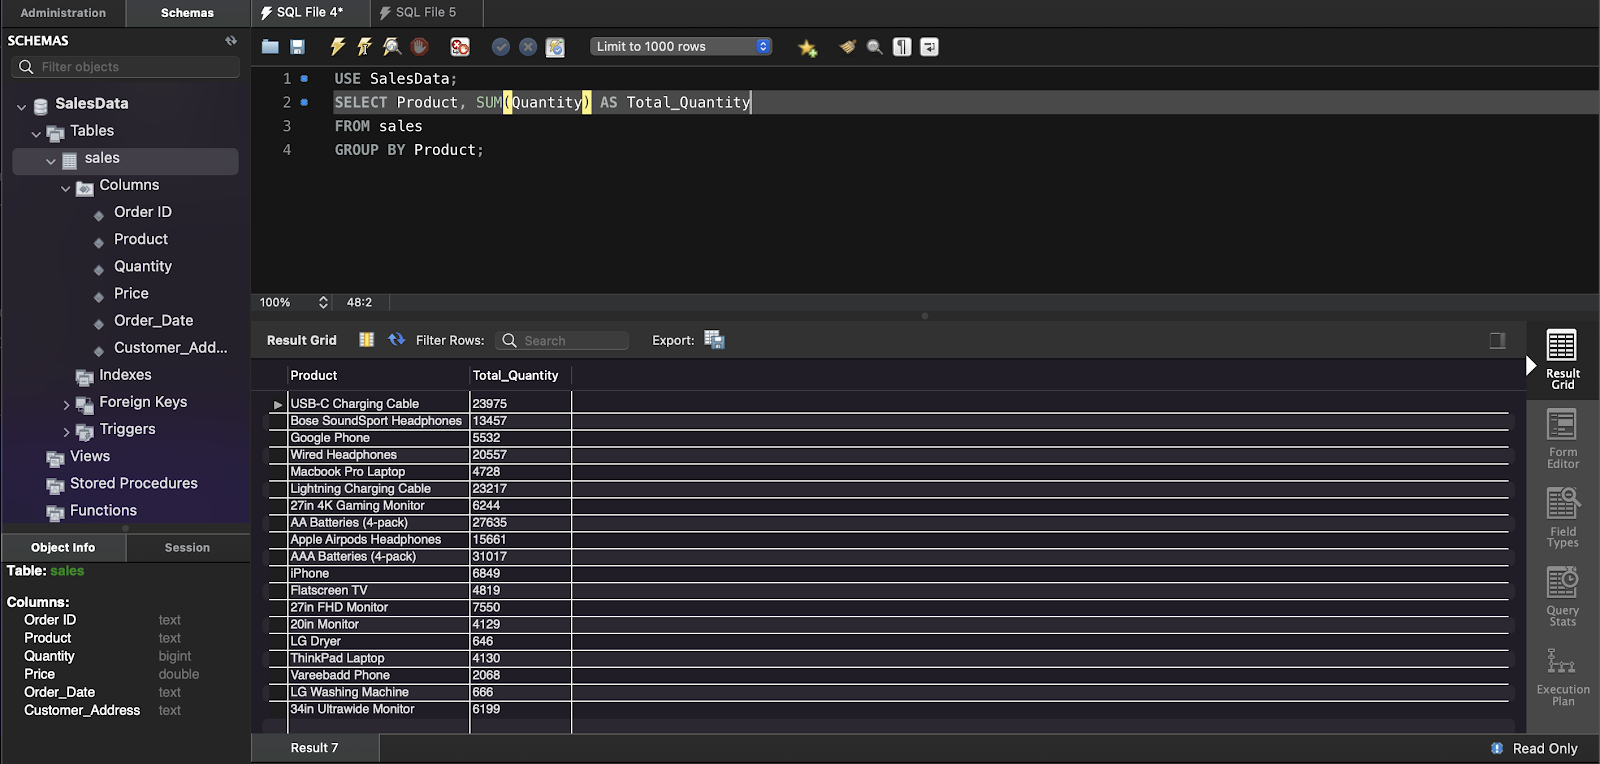 Administration Schemas SQL File 4* SQL File 5
SCHEMAS
Filter objects
Limit to 1000 rows
SalesData
Tables
sales
Columns
Order ID
Product
Quantity
Price
Order_Date
Customer_Add...
Indexes
Foreign Keys
Triggers
Views
Stored Procedures
Functions
Object Info Session
Table: sales
Columns:
Order ID text
Product text
Quantity bigint
Price double
Order_Date text
Customer_Address text
1 USE SalesData;
2 SELECT Product, SUM(Quantity) AS Total_Quantity
3 FROM sales
4 GROUP BY Product;
100% 48:2
Result Grid Filter Rows: Search Export:
Product Total_Quantity
USB-C Charging Cable 23975
Bose SoundSport Headphones 13457
Google Phone 5532
Wired Headphones 20557
Macbook Pro Laptop 4728
Lightning Charging Cable 23217
27in 4K Gaming Monitor 6244
AA Batteries (4-pack) 27635
Apple Airpods Headphones 15661
AAA Batteries (4-pack) 31017
iPhone 6849
Flatscreen TV 4819
27in FHD Monitor 7550
20in Monitor 4129
LG Dryer 646
ThinkPad Laptop 4130
Vareebadd Phone 2068
LG Washing Machine 666
34in Ultrawide Monitor 6199
Result
Grid
Form
Editor
Field
Types
Query
Stats
Execution
Plan
Result 7 Read Only